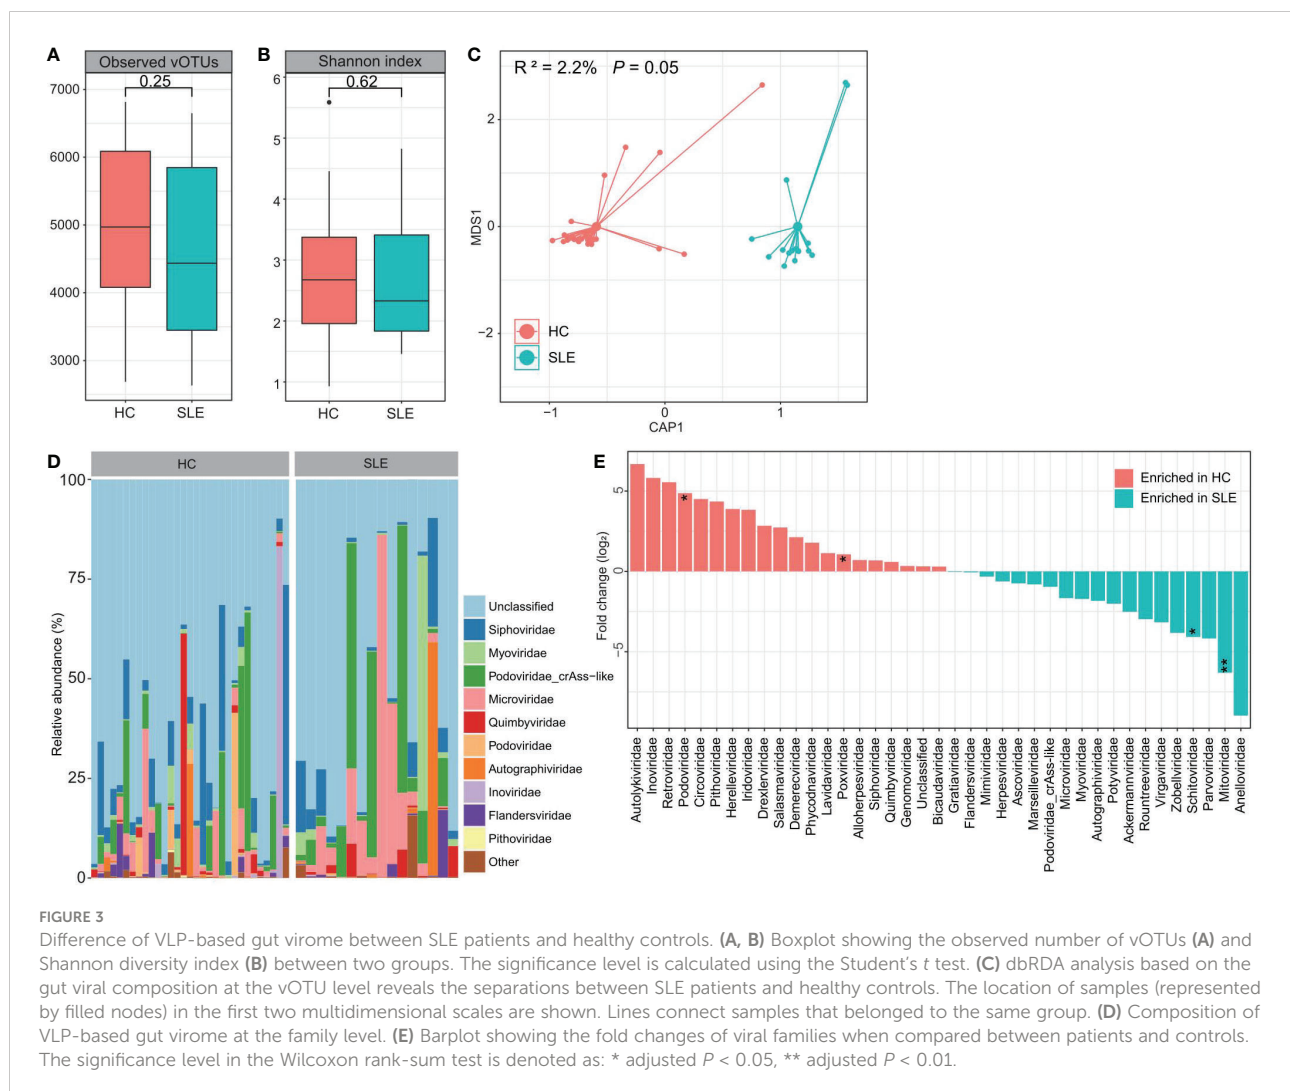 A
Observed vOTUs
0.25
7000
6000
5000
4000
3000
HC
SLE
B
Shannon index
0.62
6
5
4
3
2
1
HC
SLE
C
R² = 2.2% P = 0.05
MDS1
2
0
−2
HC
SLE
−1
0
1
CAP1
D
HC
SLE
Relative abundance (%)
100
75
50
25
0
Unclassified
Siphoviridae
Myoviridae
Podoviridae_crAss-like
Microviridae
Quimbyviridae
Podoviridae
Autographiviridae
Inoviridae
Flandersviridae
Pithoviridae
Other
E
Enriched in HC
Enriched in SLE
Fold change (log₂)
5
0
−5
*
*
*
**
Autolykiviridae
Inoviridae
Retroviridae
Podoviridae
Circoviridae
Pithoviridae
Herelleviridae
Iridoviridae
Drexlerviridae
Salasmaviridae
Demerecviridae
Phycodnaviridae
Lavidaviridae
Poxviridae
Alloherpesviridae
Siphoviridae
Quimbyviridae
Genomoviridae
Unclassified
Bicaudaviridae
Gratiaviridae
Flandersviridae
Mimiviridae
Herpesviridae
Ascoviridae
Marseilleviridae
Podoviridae_crAss-like
Microviridae
Myoviridae
Autographiviridae
Potyviridae
Ackermannviridae
Rountreeviridae
Virgaviridae
Zobellviridae
Schitoviridae
Parvoviridae
Mitoviridae
Anelloviridae
FIGURE 3
Difference of VLP-based gut virome between SLE patients and healthy controls. (A, B) Boxplot showing the observed number of vOTUs (A) and
Shannon diversity index (B) between two groups. The significance level is calculated using the Student’s t test. (C) dbRDA analysis based on the
gut viral composition at the vOTU level reveals the separations between SLE patients and healthy controls. The location of samples (represented
by filled nodes) in the first two multidimensional scales are shown. Lines connect samples that belonged to the same group. (D) Composition of
VLP-based gut virome at the family level. (E) Barplot showing the fold changes of viral families when compared between patients and controls.
The significance level in the Wilcoxon rank-sum test is denoted as: * adjusted P < 0.05, ** adjusted P < 0.01.